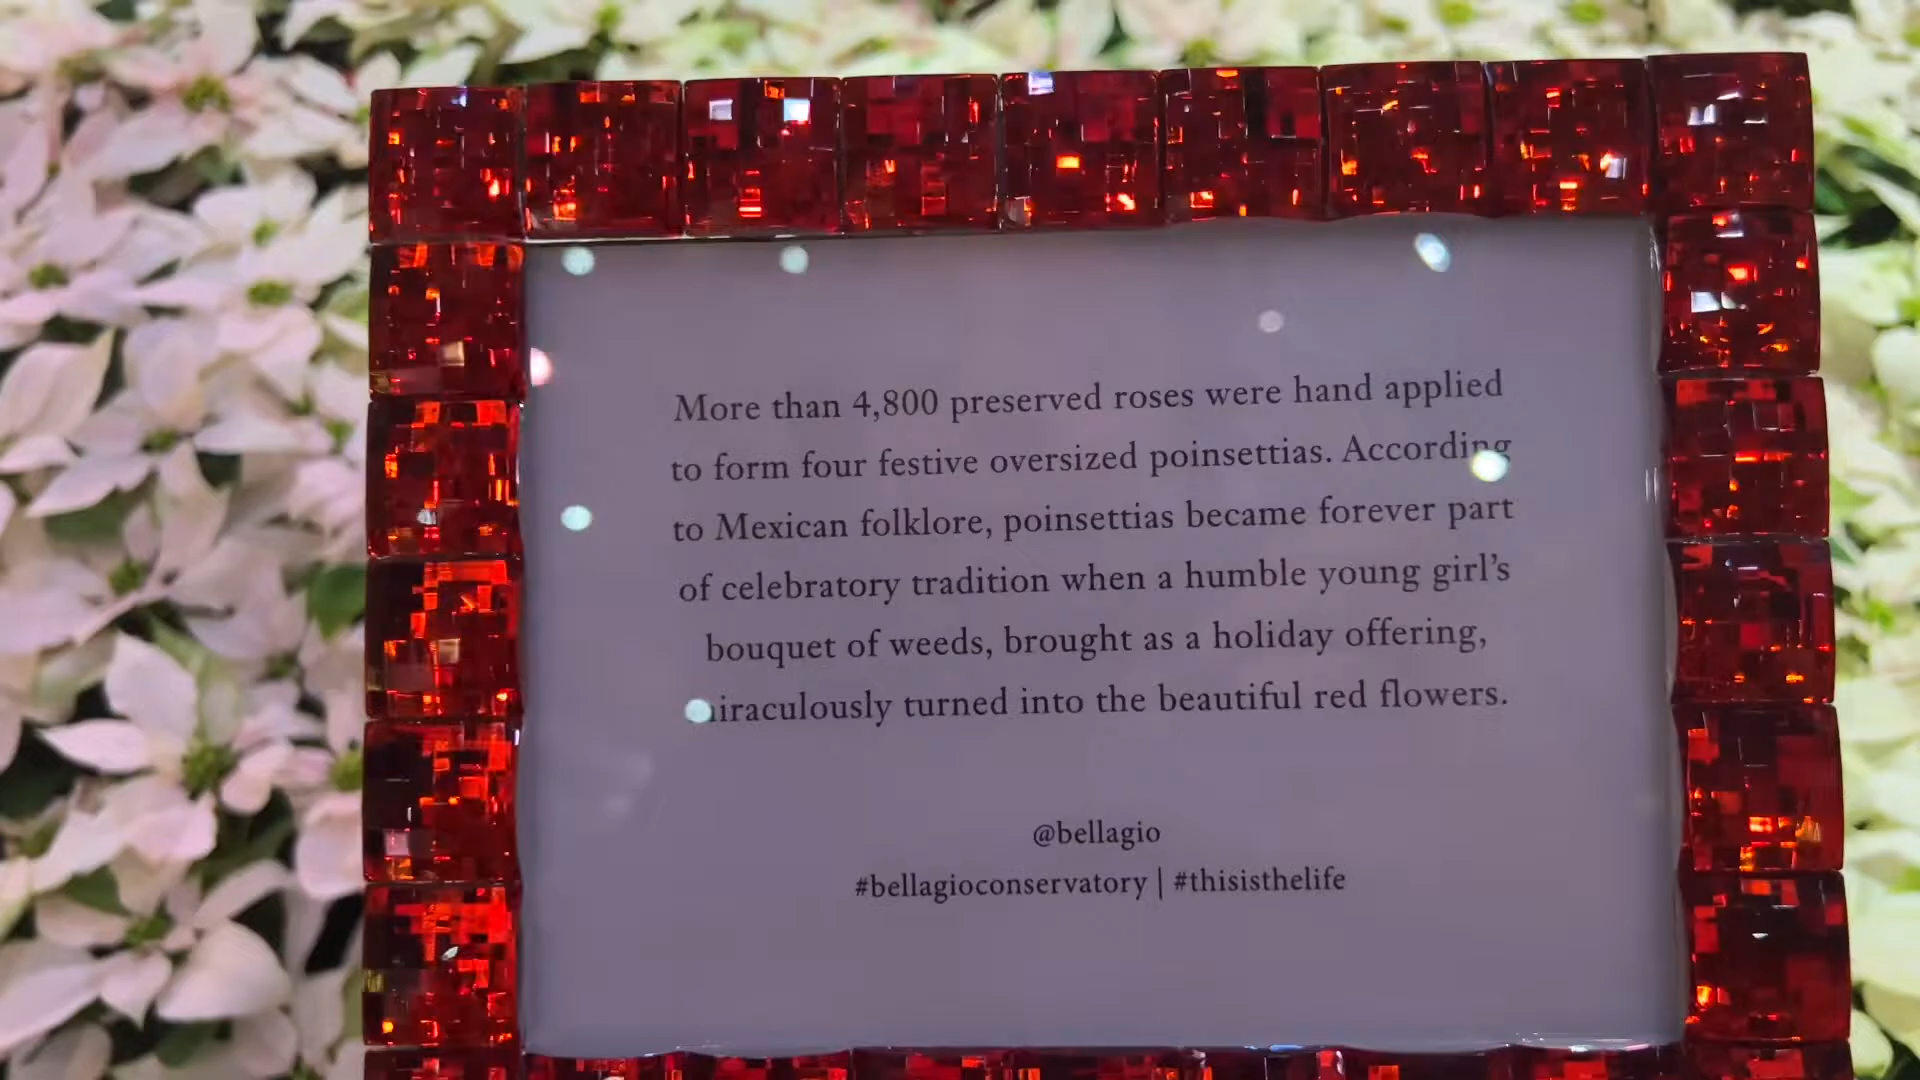 More than 4,800 preserved roses were hand applied
to form four festive oversized poinsettias. According
to Mexican folklore, poinsettias became forever part
of celebratory tradition when a humble young girl’s
bouquet of weeds, brought as a holiday offering,
miraculously turned into the beautiful red flowers.
@bellagio
#bellagioconservatory | #thisisthelife